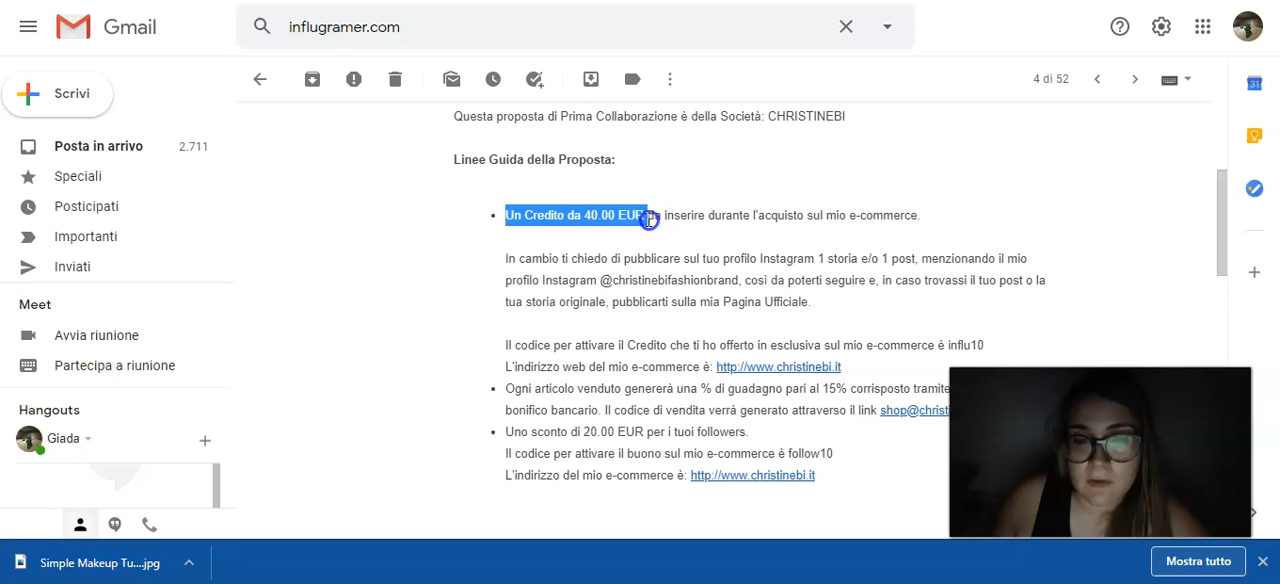 Gmail
influgramer.com
Scrivi
4 di 52
Posta in arrivo 2.711
Speciali
Posticipati
Importanti
Inviati
Meet
Avvia riunione
Partecipa a riunione
Hangouts
Giada
Questa proposta di Prima Collaborazione è della Società: CHRISTINEBI
Linee Guida della Proposta:
• Un Credito da 40.00 EUR da inserire durante l'acquisto sul mio e-commerce.
In cambio ti chiedo di pubblicare sul tuo profilo Instagram 1 storia e/o 1 post, menzionando il mio
profilo Instagram @christinebifashionbrand, così da poterti seguire e, in caso trovassi il tuo post o la
tua storia originale, pubblicarti sulla mia Pagina Ufficiale.
Il codice per attivare il Credito che ti ho offerto in esclusiva sul mio e-commerce è influ10
L'indirizzo web del mio e-commerce è: http://www.christinebi.it
• Ogni articolo venduto genererà una % di guadagno pari al 15% corrisposto tramite
bonifico bancario. Il codice di vendita verrà generato attraverso il link shop@christ
• Uno sconto di 20.00 EUR per i tuoi followers.
Il codice per attivare il buono sul mio e-commerce è follow10
L'indirizzo del mio e-commerce è: http://www.christinebi.it
31
Simple Makeup Tu....jpg
Mostra tutto